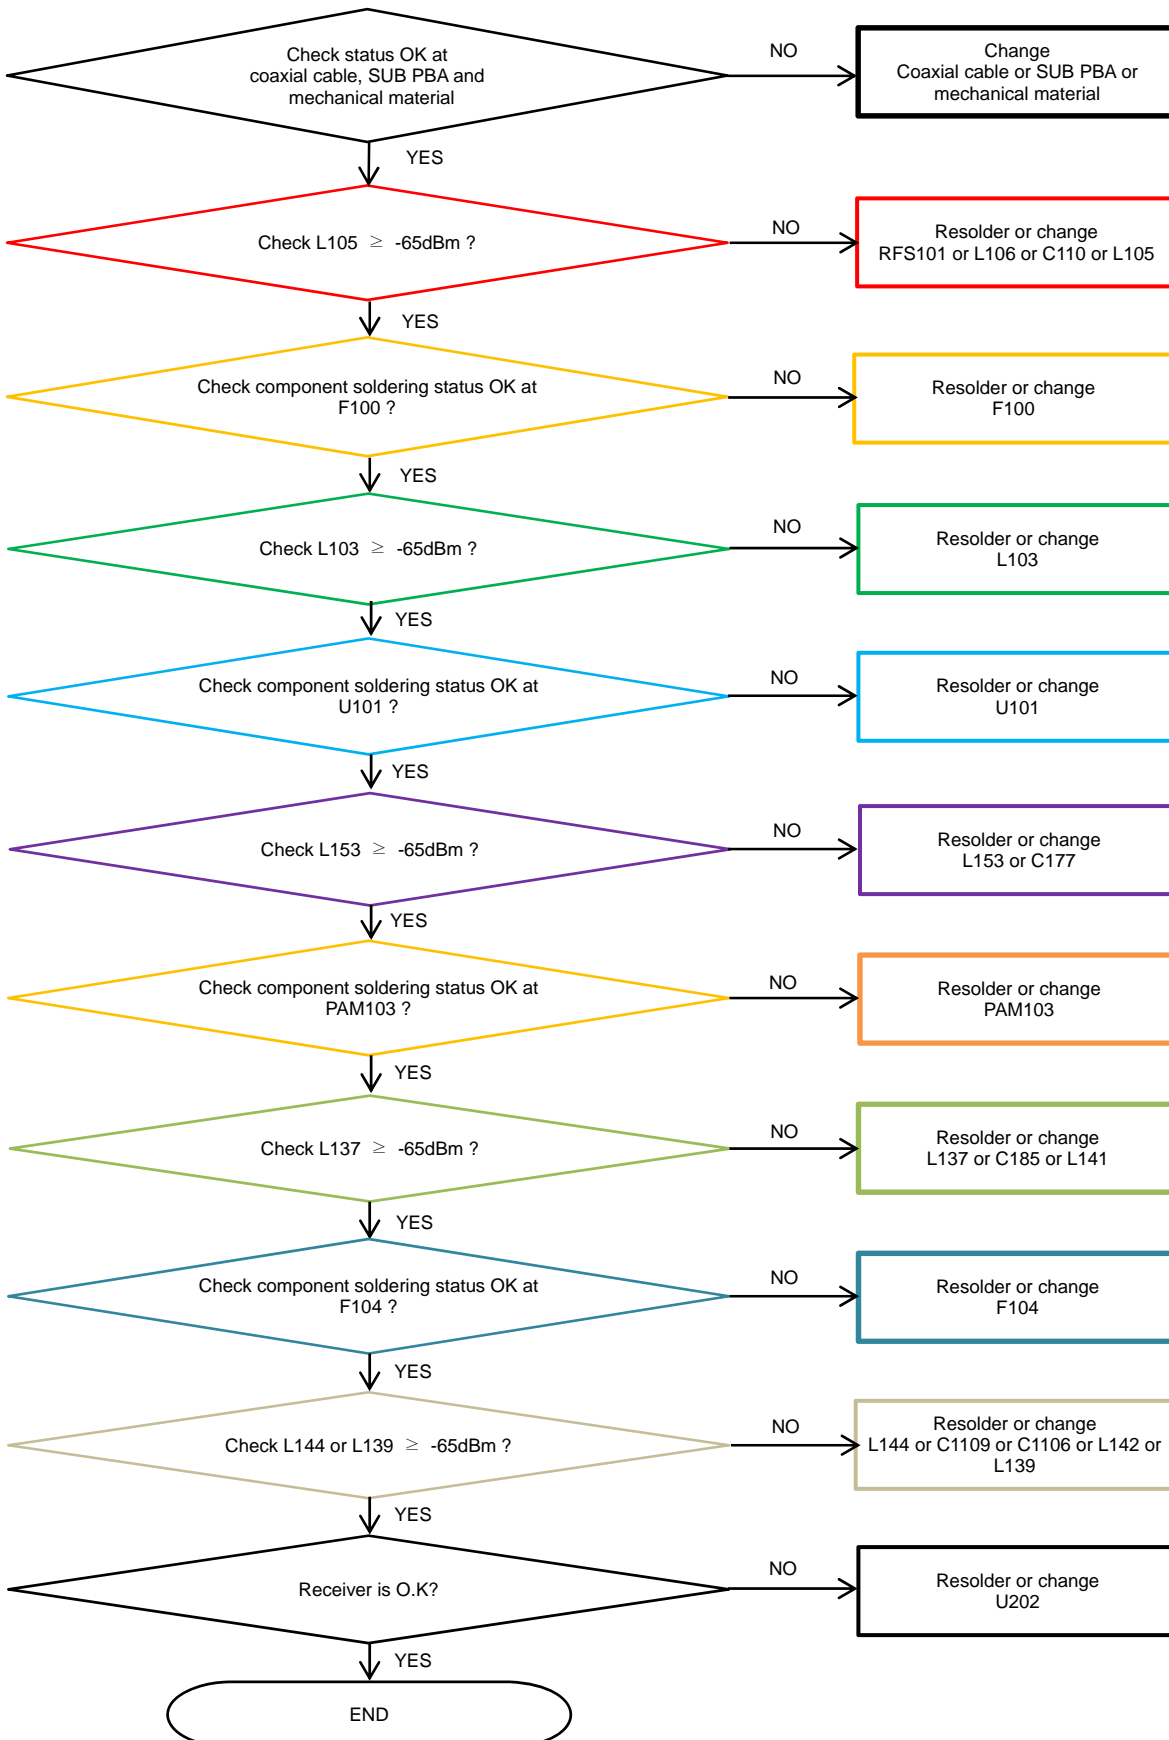 Check status OK at
coaxial cable, SUB PBA and
mechanical material
NO
Change
Coaxial cable or SUB PBA or
mechanical material
YES
Check L105 ≥ -65dBm ?
NO
Resolder or change
RFS101 or L106 or C110 or L105
YES
Check component soldering status OK at
F100 ?
NO
Resolder or change
F100
YES
Check L103 ≥ -65dBm ?
NO
Resolder or change
L103
YES
Check component soldering status OK at
U101 ?
NO
Resolder or change
U101
YES
Check L153 ≥ -65dBm ?
NO
Resolder or change
L153 or C177
YES
Check component soldering status OK at
PAM103 ?
NO
Resolder or change
PAM103
YES
Check L137 ≥ -65dBm ?
NO
Resolder or change
L137 or C185 or L141
YES
Check component soldering status OK at
F104 ?
NO
Resolder or change
F104
YES
Check L144 or L139 ≥ -65dBm ?
NO
Resolder or change
L144 or C1109 or C1106 or L142 or
L139
YES
Receiver is O.K?
NO
Resolder or change
U202
YES
END